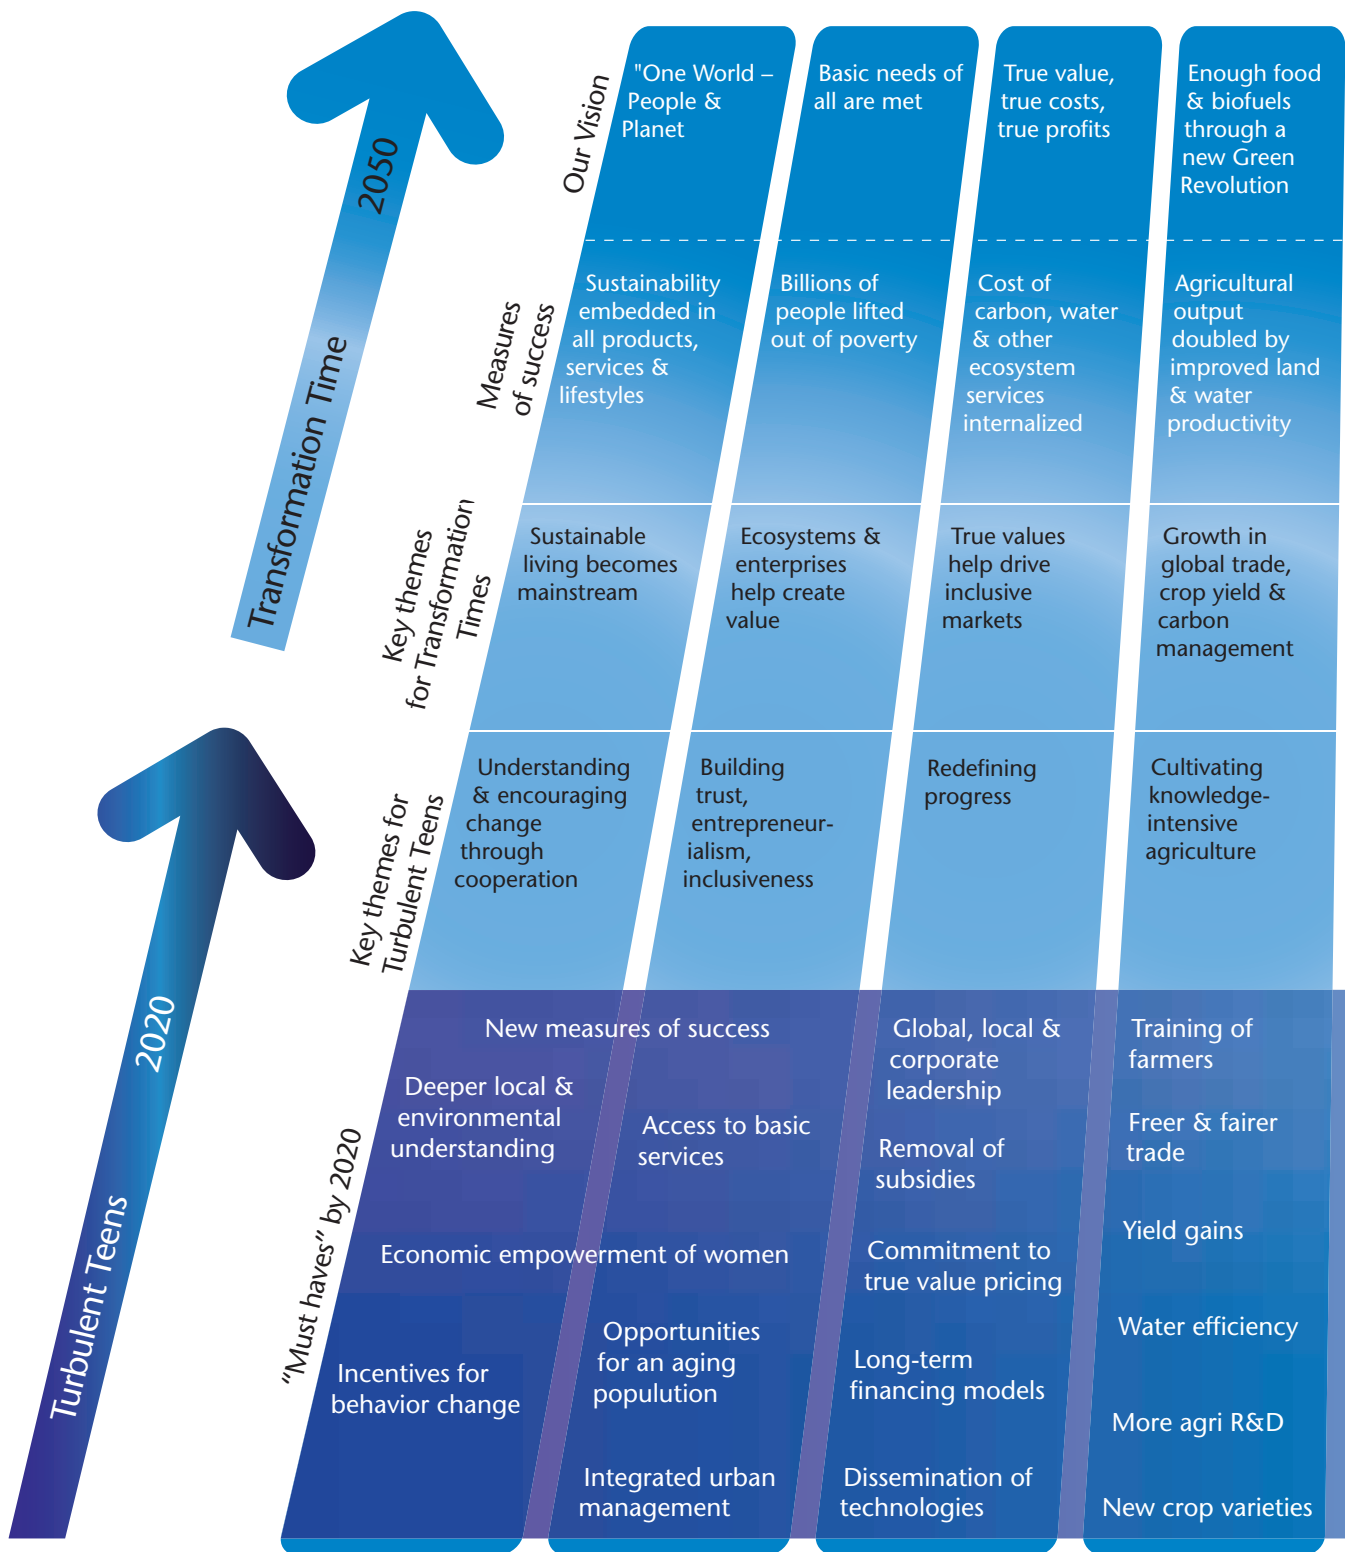 2050
Transformation Time
2020
Turbulent Teens
Our Vision
"One World –
People &
Planet
Basic needs of
all are met
True value,
true costs,
true profits
Enough food
& biofuels
through a
new Green
Revolution
Measures
of success
Sustainability
embedded in
all products,
services &
lifestyles
Billions of
people lifted
out of poverty
Cost of
carbon, water
& other
ecosystem
services
internalized
Agricultural
output
doubled by
improved land
& water
productivity
Key themes
for Transformation
Times
Sustainable
living becomes
mainstream
Ecosystems &
enterprises
help create
value
True values
help drive
inclusive
markets
Growth in
global trade,
crop yield &
carbon
management
Key themes for
Turbulent Teens
Understanding
& encouraging
change
through
cooperation
Building
trust,
entrepreneur-
ialism,
inclusiveness
Redefining
progress
Cultivating
knowledge-
intensive
agriculture
“Must haves” by 2020
New measures of success
Deeper local &
environmental
understanding
Access to basic
services
Economic empowerment of women
Incentives for
behavior change
Opportunities
for an aging
populution
Integrated urban
management
Global, local &
corporate
leadership
Removal of
subsidies
Commitment to
true value pricing
Long-term
financing models
Dissemination of
technologies
Training of
farmers
Freer & fairer
trade
Yield gains
Water efficiency
More agri R&D
New crop varieties